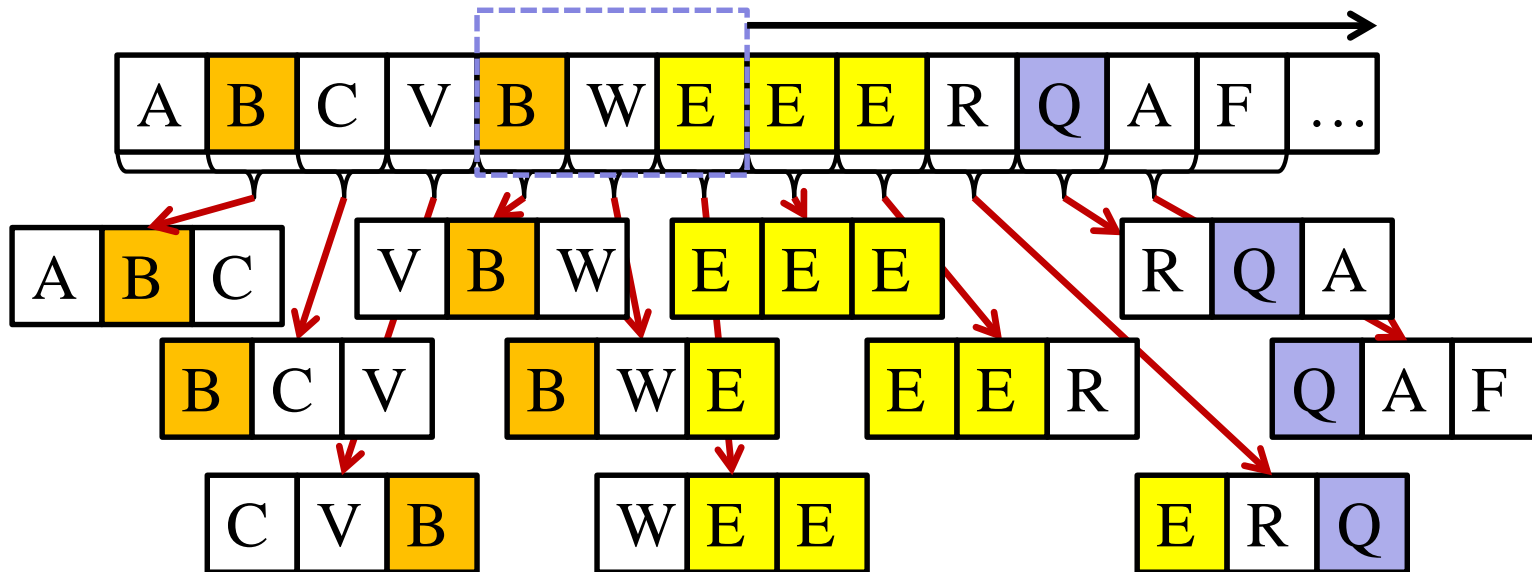 A B C V B W E E E R Q A F …
A B C
V B W
E E E
R Q A
B C V
B W E
E E R
Q A F
C V B
W E E
E R Q